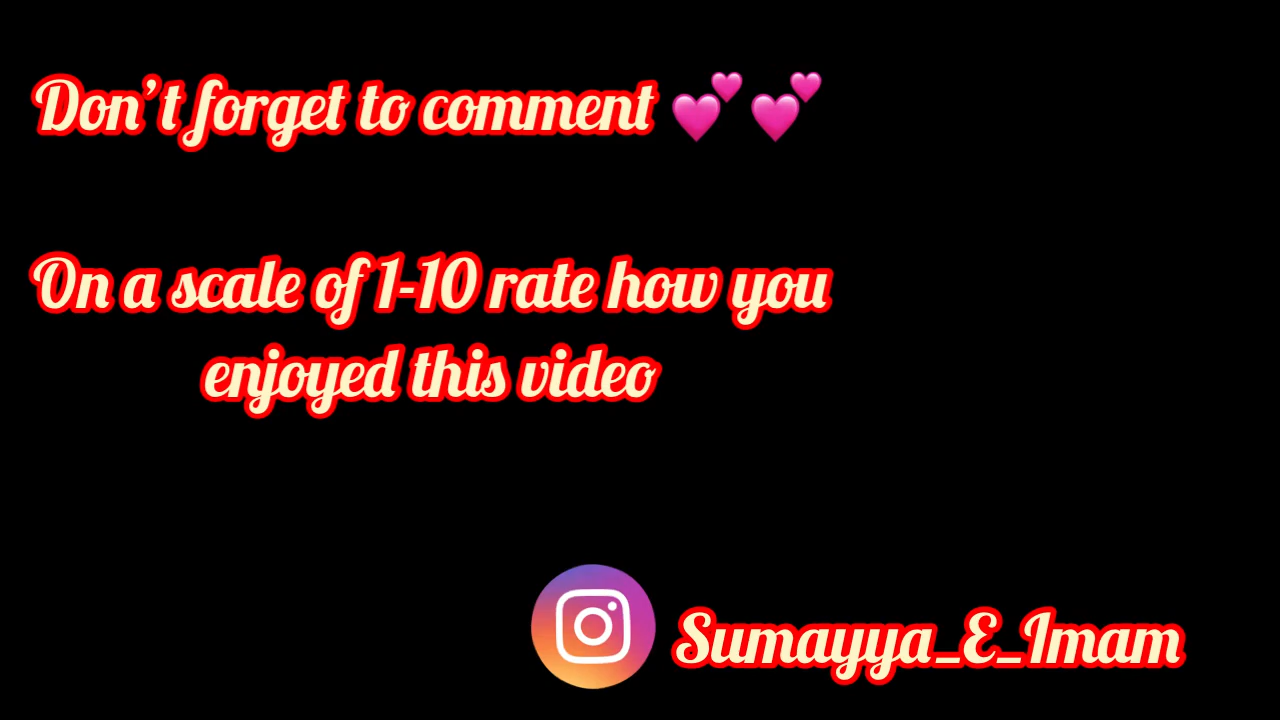 Don’t forget to comment 💕💕
On a scale of 1-10 rate how you
enjoyed this video
Sumayya_E_Imam